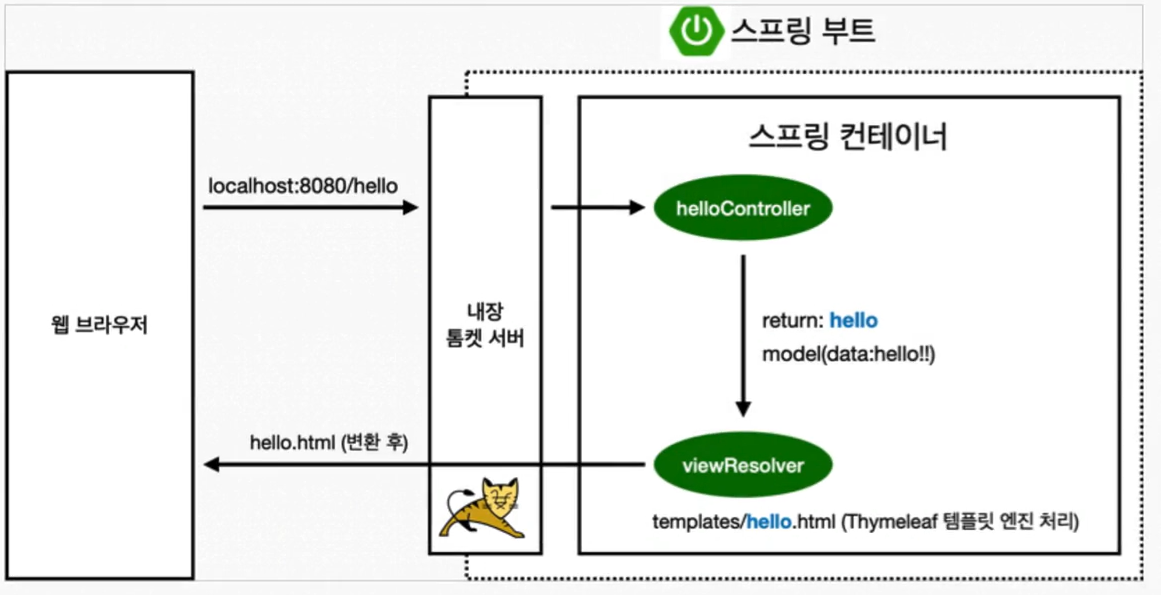 스프링 부트
스프링 컨테이너
localhost:8080/hello
helloController
웹 브라우저
내장
톰켓 서버
return: hello
model(data:hello!!)
hello.html (변환 후)
viewResolver
templates/hello.html (Thymeleaf 템플릿 엔진 처리)